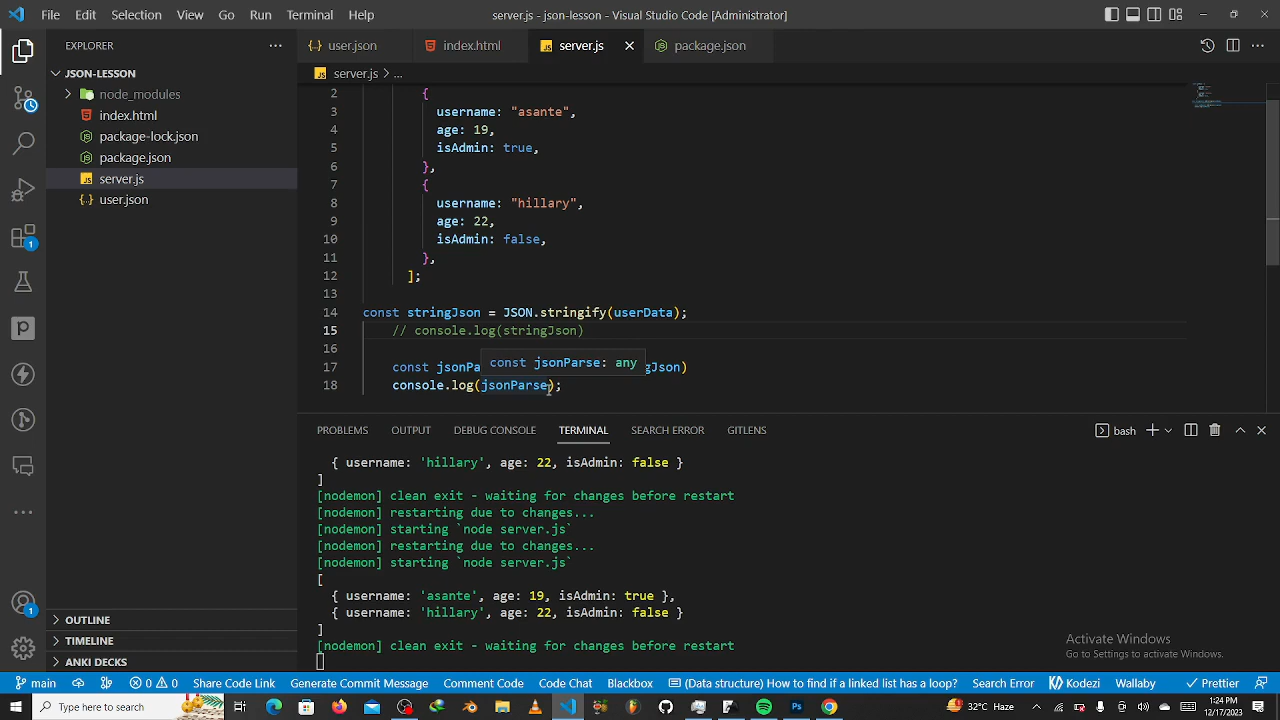 File Edit Selection View Go Run Terminal ... server.js - json-lesson - Visual Studio Code [Administrator]
EXPLORER
JSON-LESSON
node_modules
index.html
package-lock.json
package.json
server.js
user.json
OUTLINE
TIMELINE
ANKI DECKS
user.json index.html server.js package.json
server.js > ...
2 {
3 username: "asante",
4 age: 19,
5 isAdmin: true,
6 },
7 {
8 username: "hillary",
9 age: 22,
10 isAdmin: false,
11 },
12 ];
13
14 const stringJson = JSON.stringify(userData);
15 // console.log(stringJson)
16
const jsonParse: any
17 const jsonPa gJson)
18 console.log(jsonParse);
PROBLEMS OUTPUT DEBUG CONSOLE TERMINAL SEARCH ERROR GITLENS bash
{ username: 'hillary', age: 22, isAdmin: false }
]
[nodemon] clean exit - waiting for changes before restart
[nodemon] restarting due to changes...
[nodemon] starting `node server.js`
[nodemon] restarting due to changes...
[nodemon] starting `node server.js`
[
{ username: 'asante', age: 19, isAdmin: true },
{ username: 'hillary', age: 22, isAdmin: false }
]
[nodemon] clean exit - waiting for changes before restart
Activate Windows
Go to Settings to activate Windows.
main 0 0 Share Code Link Generate Commit Message Comment Code Code Chat Blackbox (Data structure) How to find if a linked list has a loop? Search Error Kodezi Wallaby Prettier
Type here to search 23°C 1:24 PM
12/17/2023